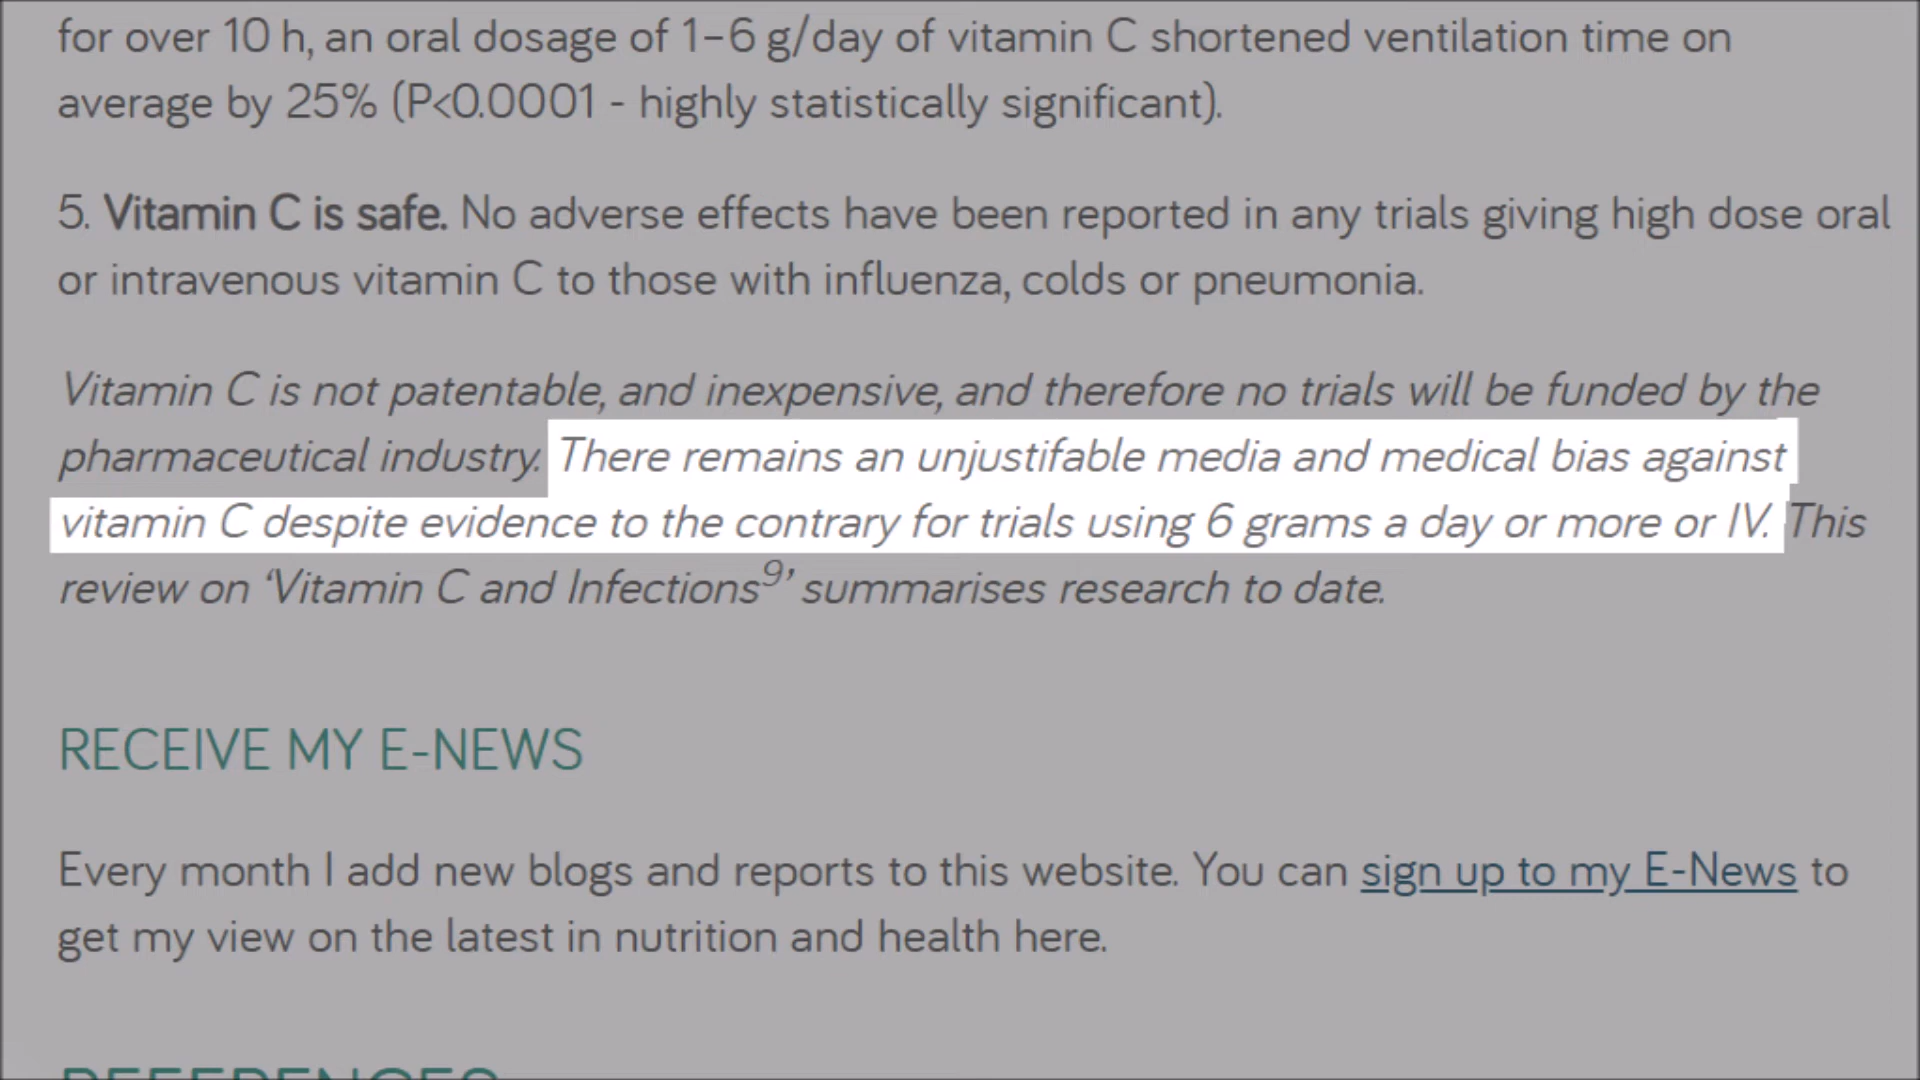 for over 10 h, an oral dosage of 1–6 g/day of vitamin C shortened ventilation time on
average by 25% (P<0.0001 - highly statistically significant).
5. Vitamin C is safe. No adverse effects have been reported in any trials giving high dose oral
or intravenous vitamin C to those with influenza, colds or pneumonia.
Vitamin C is not patentable, and inexpensive, and therefore no trials will be funded by the
pharmaceutical industry. There remains an unjustifable media and medical bias against
vitamin C despite evidence to the contrary for trials using 6 grams a day or more or IV. This
review on ‘Vitamin C and Infections9’ summarises research to date.
RECEIVE MY E-NEWS
Every month I add new blogs and reports to this website. You can sign up to my E-News to
get my view on the latest in nutrition and health here.
REFERENCES